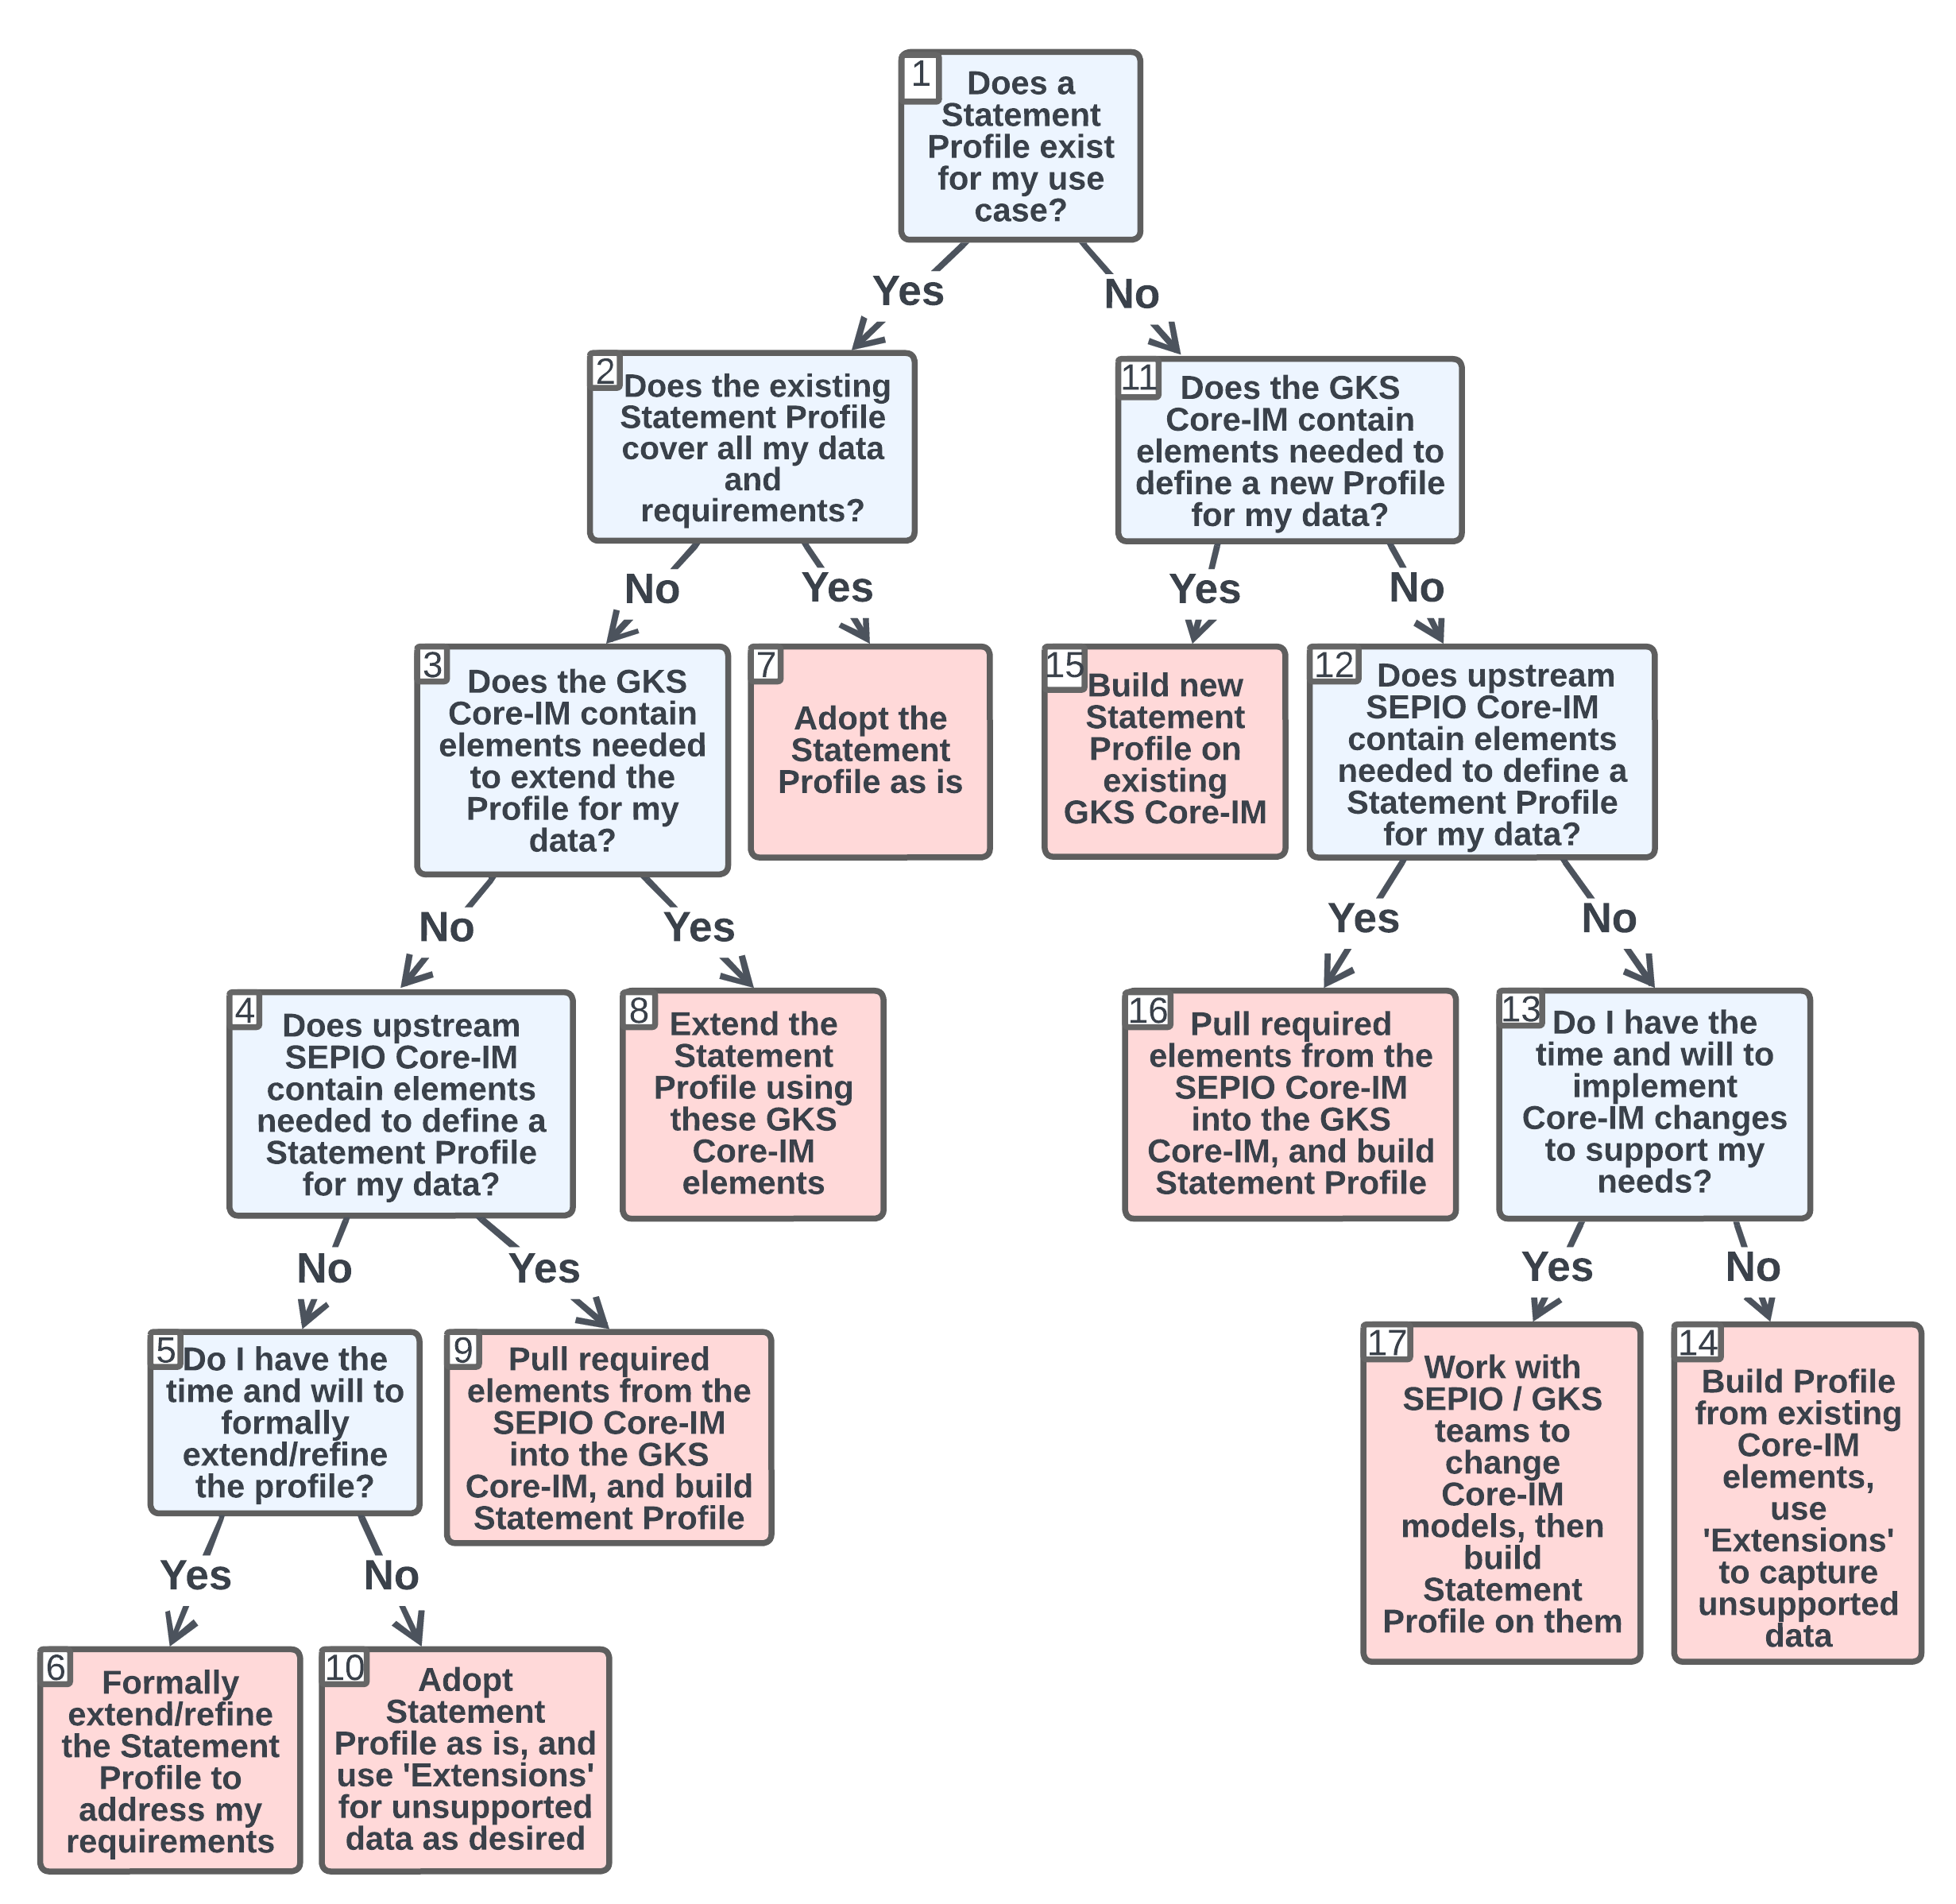 1
Does a
Statement
Profile exist
for my use
case?
Yes
No
2
Does the existing
Statement Profile
cover all my data
and
requirements?
11
Does the GKS
Core-IM contain
elements needed to
define a new Profile
for my data?
No
Yes
Yes
No
3
Does the GKS
Core-IM contain
elements needed
to extend the
Profile for my
data?
7
Adopt the
Statement
Profile as is
15
Build new
Statement
Profile on
existing
GKS Core-IM
12
Does upstream
SEPIO Core-IM
contain elements
needed to define a
Statement Profile
for my data?
No
Yes
Yes
No
4
Does upstream
SEPIO Core-IM
contain elements
needed to define a
Statement Profile
for my data?
8
Extend the
Statement
Profile using
these GKS
Core-IM
elements
16
Pull required
elements from the
SEPIO Core-IM
into the GKS
Core-IM, and build
Statement Profile
13
Do I have the
time and will to
implement
Core-IM changes
to support my
needs?
No
Yes
Yes
No
5
Do I have the
time and will to
formally
extend/refine
the profile?
9
Pull required
elements from the
SEPIO Core-IM
into the GKS
Core-IM, and build
Statement Profile
17
Work with
SEPIO / GKS
teams to
change
Core-IM
models, then
build
Statement
Profile on them
14
Build Profile
from existing
Core-IM
elements,
use
'Extensions'
to capture
unsupported
data
Yes
No
6
Formally
extend/refine
the Statement
Profile to
address my
requirements
10
Adopt
Statement
Profile as is, and
use 'Extensions'
for unsupported
data as desired